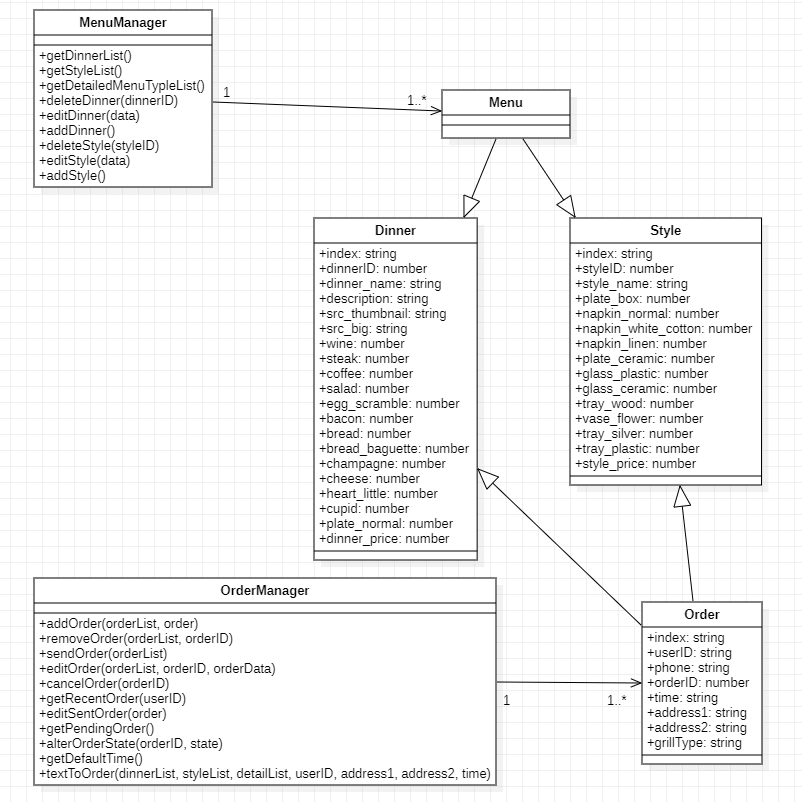 MenuManager
+getDinnerList()
+getStyleList()
+getDetailedMenuTypleList()
+deleteDinner(dinnerID)
+editDinner(data)
+addDinner()
+deleteStyle(styleID)
+editStyle(data)
+addStyle()
1
1..*
Menu
Dinner
+index: string
+dinnerID: number
+dinner_name: string
+description: string
+src_thumbnail: string
+src_big: string
+wine: number
+steak: number
+coffee: number
+salad: number
+egg_scramble: number
+bacon: number
+bread: number
+bread_baguette: number
+champagne: number
+cheese: number
+heart_little: number
+cupid: number
+plate_normal: number
+dinner_price: number
Style
+index: string
+styleID: number
+style_name: string
+plate_box: number
+napkin_normal: number
+napkin_white_cotton: number
+napkin_linen: number
+plate_ceramic: number
+glass_plastic: number
+glass_ceramic: number
+tray_wood: number
+vase_flower: number
+tray_silver: number
+tray_plastic: number
+style_price: number
OrderManager
+addOrder(orderList, order)
+removeOrder(orderList, orderID)
+sendOrder(orderList)
+editOrder(orderList, orderID, orderData)
+cancelOrder(orderID)
+getRecentOrder(userID)
+editSentOrder(order)
+getPendingOrder()
+alterOrderState(orderID, state)
+getDefaultTime()
+textToOrder(dinnerList, styleList, detailList, userID, address1, address2, time)
1
1..*
Order
+index: string
+userID: string
+phone: string
+orderID: number
+time: string
+address1: string
+address2: string
+grillType: string